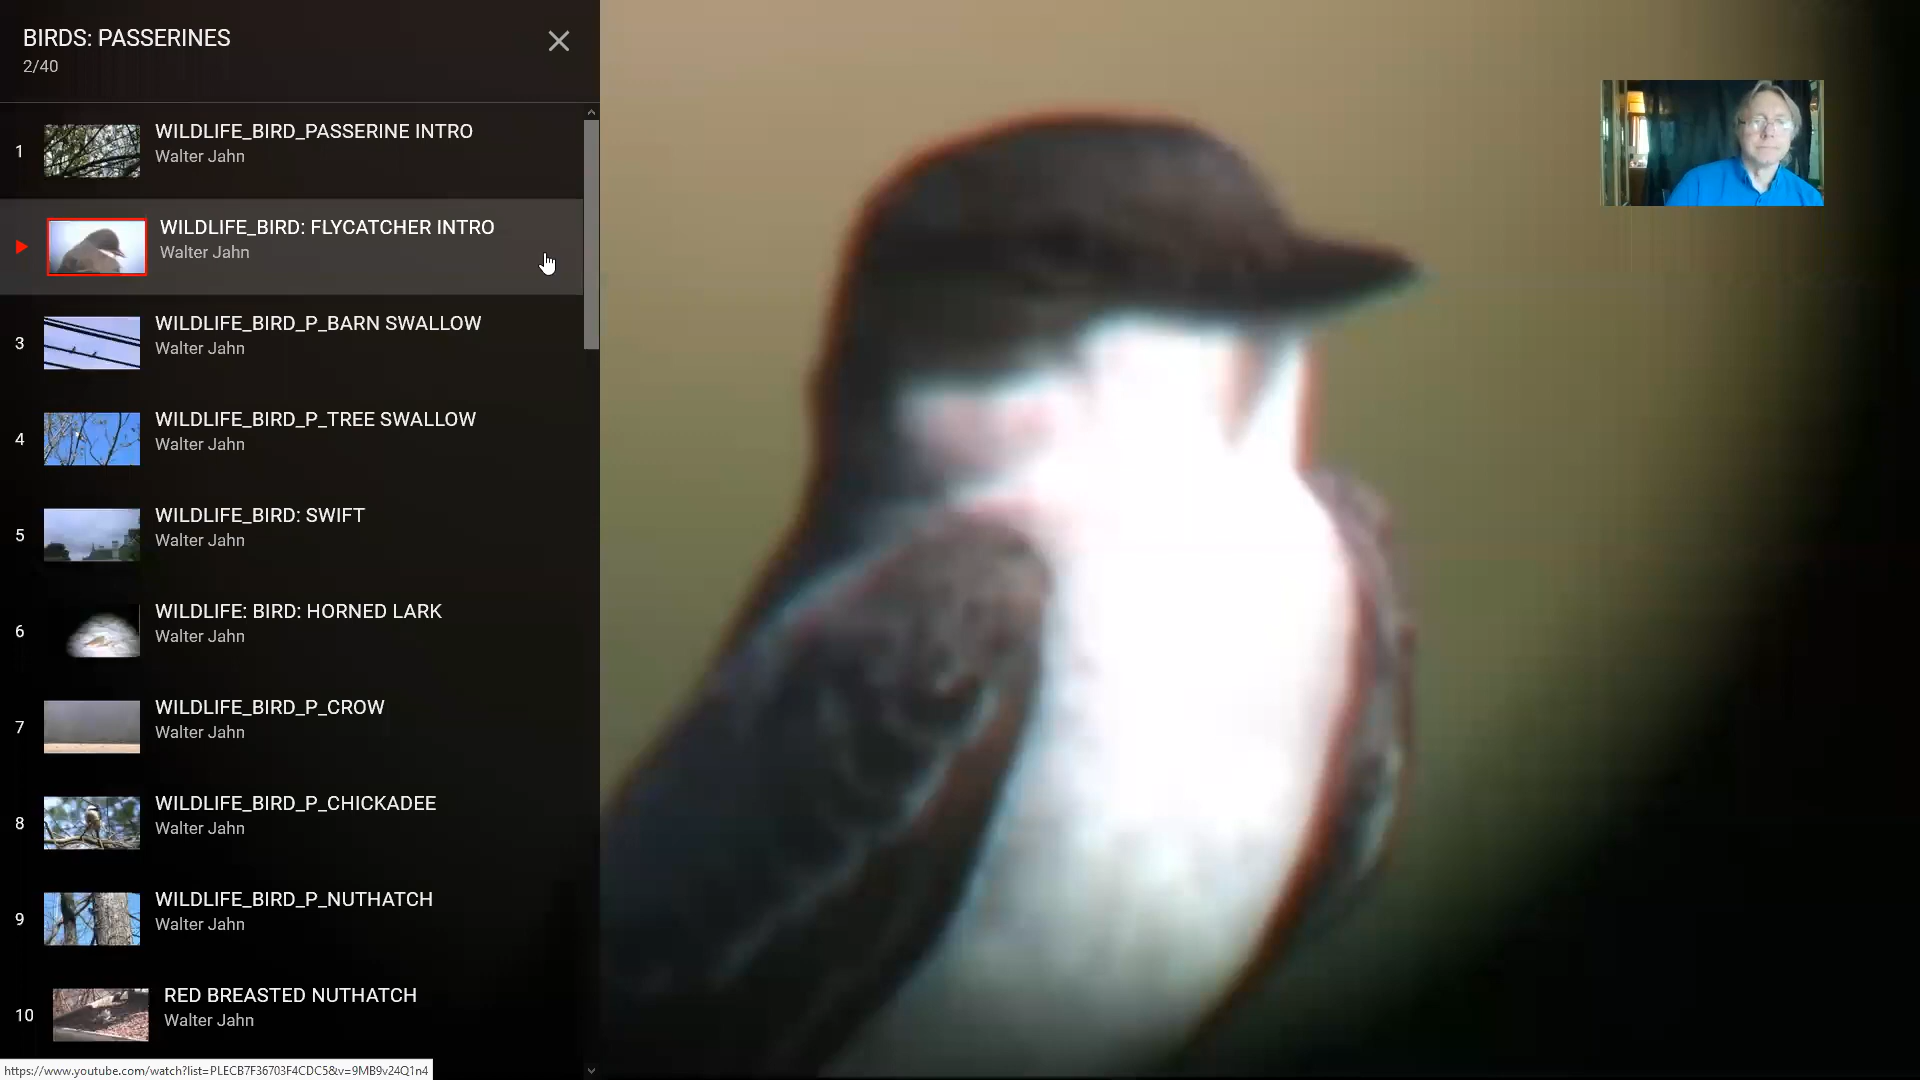 BIRDS: PASSERINES
2/40
1
WILDLIFE_BIRD_PASSERINE INTRO
Walter Jahn
WILDLIFE_BIRD: FLYCATCHER INTRO
Walter Jahn
3
WILDLIFE_BIRD_P_BARN SWALLOW
Walter Jahn
4
WILDLIFE_BIRD_P_TREE SWALLOW
Walter Jahn
5
WILDLIFE_BIRD: SWIFT
Walter Jahn
6
WILDLIFE: BIRD: HORNED LARK
Walter Jahn
7
WILDLIFE_BIRD_P_CROW
Walter Jahn
8
WILDLIFE_BIRD_P_CHICKADEE
Walter Jahn
9
WILDLIFE_BIRD_P_NUTHATCH
Walter Jahn
10
RED BREASTED NUTHATCH
Walter Jahn
https://www.youtube.com/watch?list=PLECB7F36703F4CDC5&v=9MB9v24Q1n4